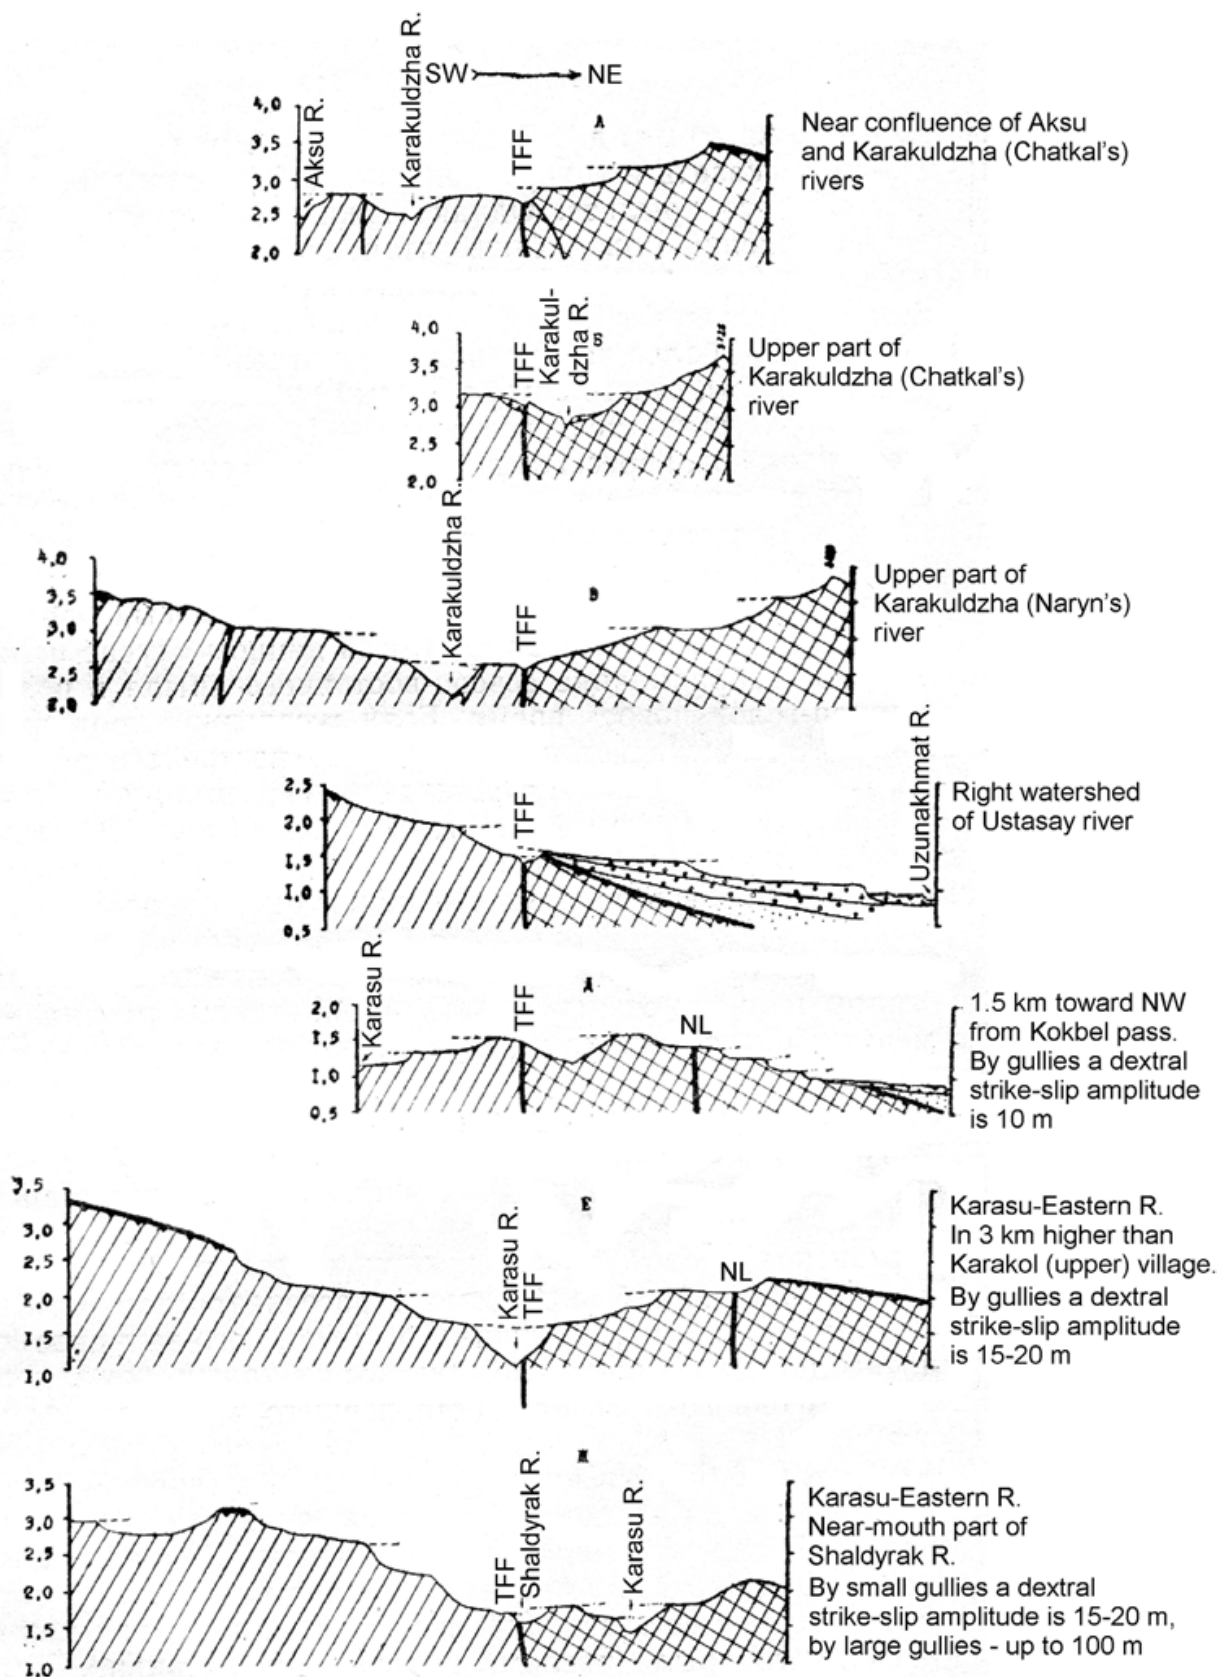 SW NE
Aksu R.
Karakuldzha R.
TFF
A
4,0
3,5
3,0
2,5
2,0
Near confluence of Aksu
and Karakuldzha (Chatkal's)
rivers
TFF
Karakul-
dzha R.
Б
4,0
3,5
3,0
2,5
2,0
Upper part of
Karakuldzha (Chatkal's)
river
Karakuldzha R.
TFF
4,0
3,5
3,0
2,5
2,0
Upper part of
Karakuldzha (Naryn's)
river
TFF
Uzunakhmat R.
2,5
2,0
1,5
1,0
0,5
Right watershed
of Ustasay river
Karasu R.
TFF
NL
2,0
1,5
1,0
0,5
1.5 km toward NW
from Kokbel pass.
By gullies a dextral
strike-slip amplitude
is 10 m
E
Karasu R.
TFF
NL
3,5
3,0
2,5
2,0
1,5
1,0
Karasu-Eastern R.
In 3 km higher than
Karakol (upper) village.
By gullies a dextral
strike-slip amplitude
is 15-20 m
TFF
Shaldyrak R.
Karasu R.
3,5
3,0
2,5
2,0
1,5
1,0
Karasu-Eastern R.
Near-mouth part of
Shaldyrak R.
By small gullies a dextral
strike-slip amplitude is 15-20 m,
by large gullies - up to 100 m